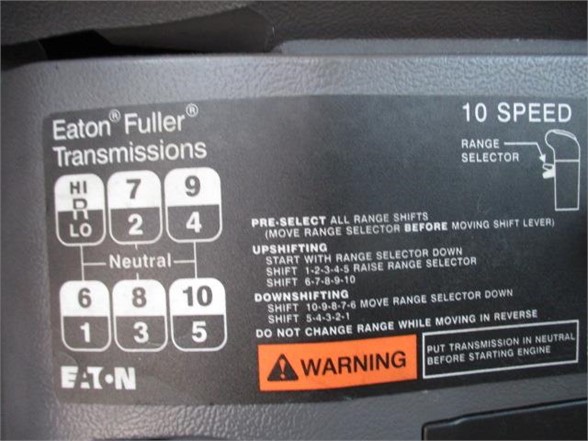 Eaton® Fuller®
Transmissions
10 SPEED
RANGE
SELECTOR
HI 7 9
R
LO 2 4
Neutral
6 8 10
1 3 5
EATON
PRE-SELECT ALL RANGE SHIFTS
(MOVE RANGE SELECTOR BEFORE MOVING SHIFT LEVER)
UPSHIFTING
START WITH RANGE SELECTOR DOWN
SHIFT 1-2-3-4-5 RAISE RANGE SELECTOR
SHIFT 6-7-8-9-10
DOWNSHIFTING
SHIFT 10-9-8-7-6 MOVE RANGE SELECTOR DOWN
SHIFT 5-4-3-2-1
DO NOT CHANGE RANGE WHILE MOVING IN REVERSE
WARNING
PUT TRANSMISSION IN NEUTRAL
BEFORE STARTING ENGINE